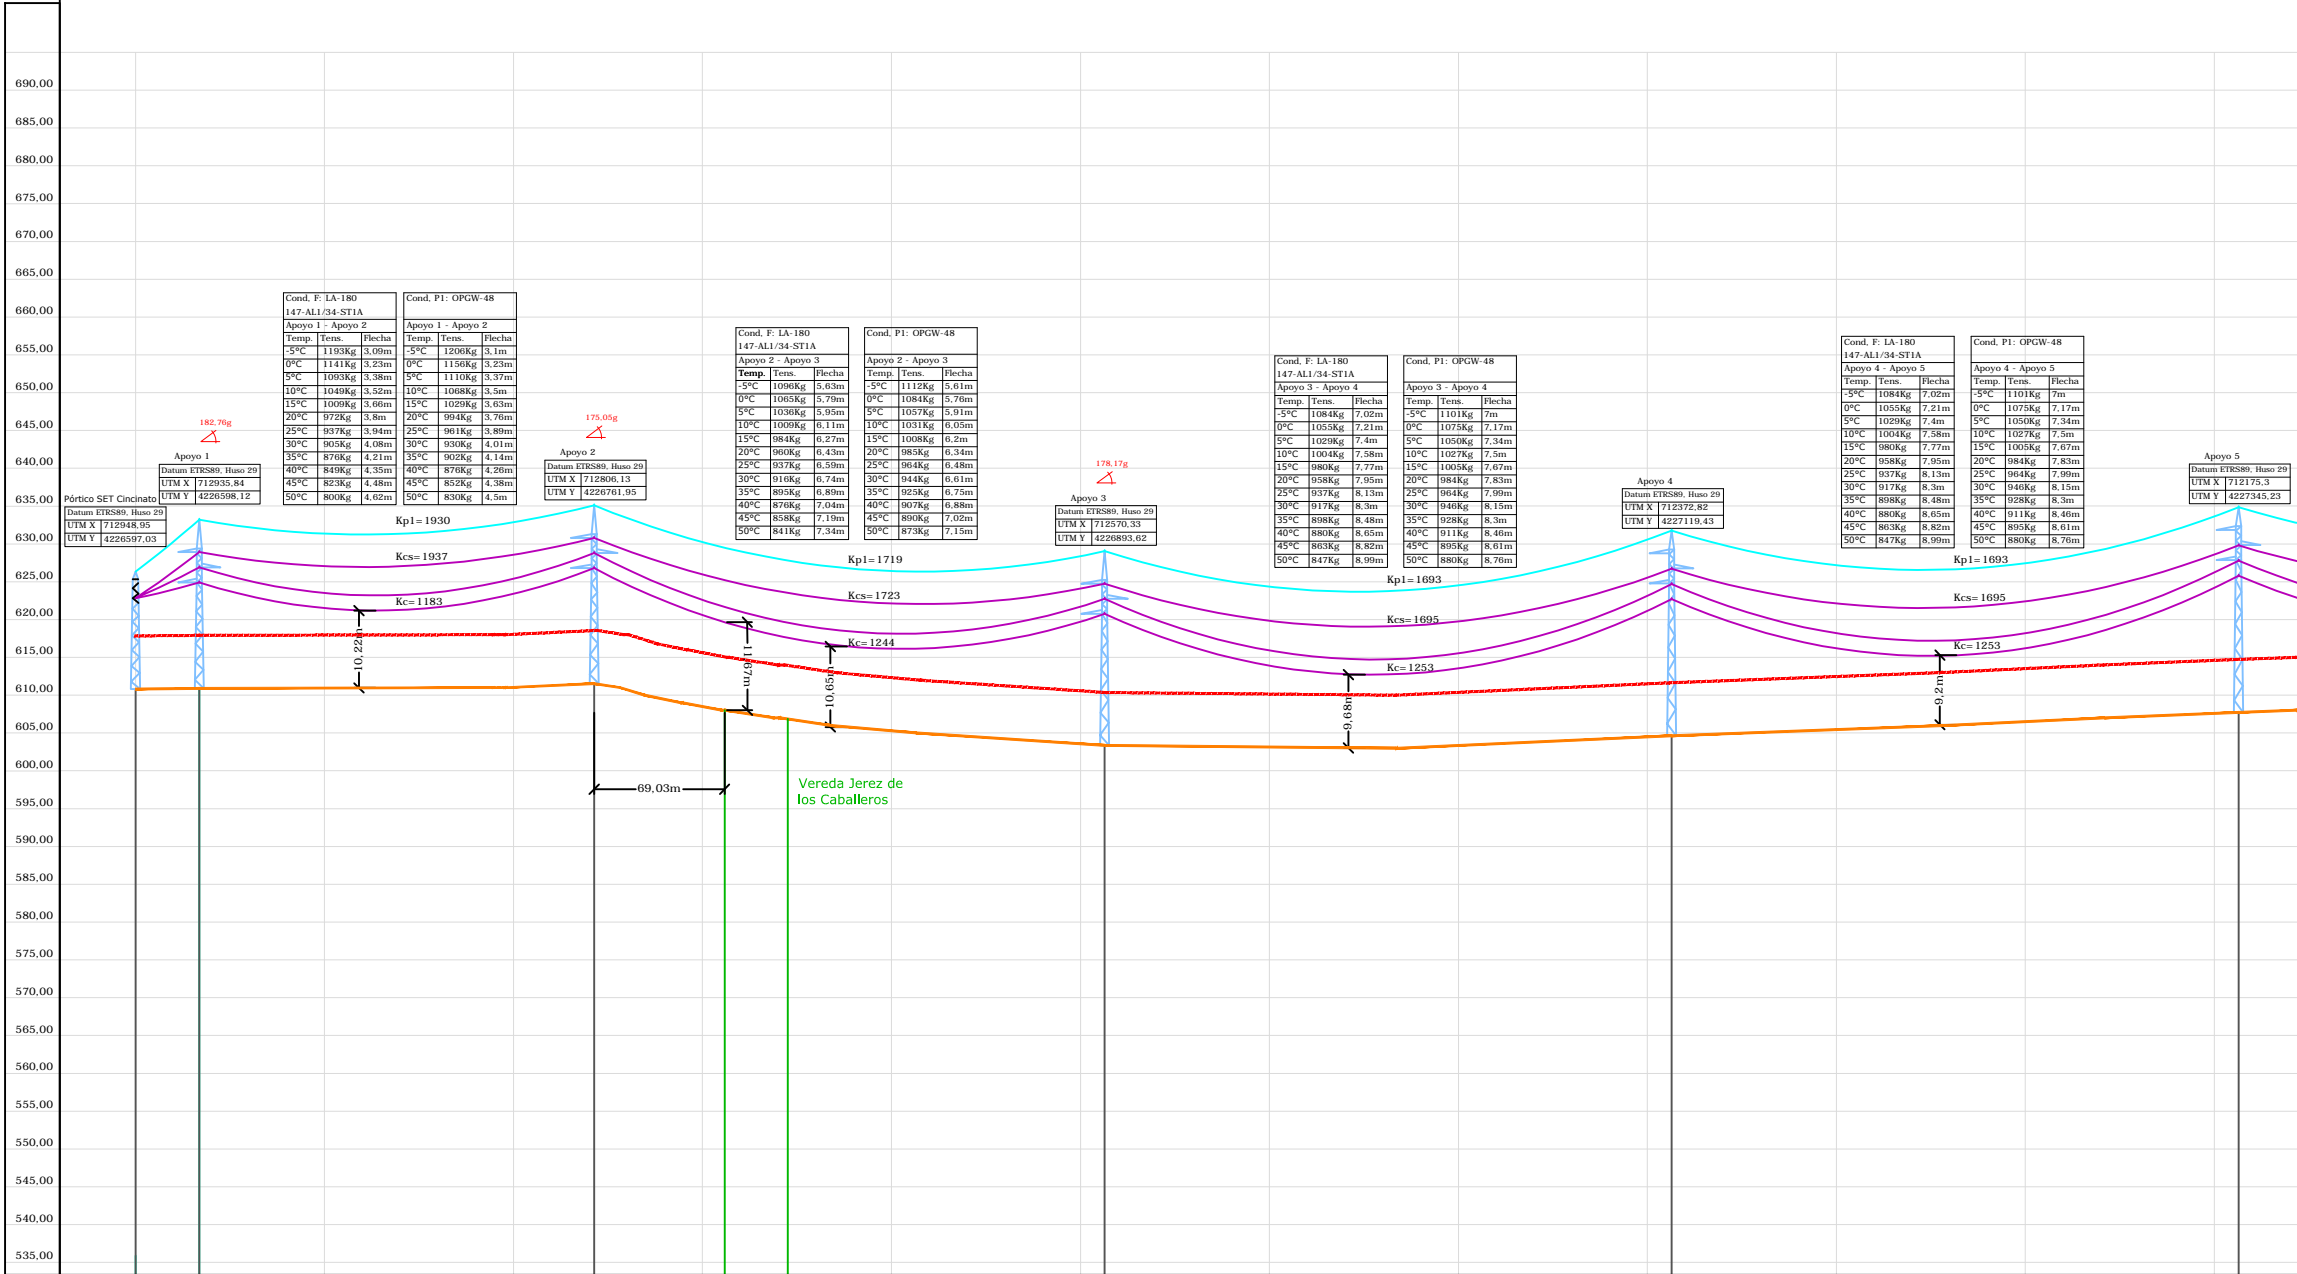 690,00
685,00
680,00
675,00
670,00
665,00
660,00
655,00
650,00
645,00
640,00
635,00
630,00
625,00
620,00
615,00
610,00
605,00
600,00
595,00
590,00
585,00
580,00
575,00
570,00
565,00
560,00
555,00
550,00
545,00
540,00
535,00
Pórtico SET Cincinato
Datum ETRS89, Huso 29
UTM X 712948,95
UTM Y 4226597,03
182,76g
Apoyo 1
Datum ETRS89, Huso 29
UTM X 712935,84
UTM Y 4226598,12
Cond, F: LA-180
147-AL1/34-ST1A
Apoyo 1 - Apoyo 2
Temp. Tens. Flecha
-5°C 1193Kg 3,09m
0°C 1141Kg 3,23m
5°C 1093Kg 3,38m
10°C 1049Kg 3,52m
15°C 1009Kg 3,66m
20°C 972Kg 3,8m
25°C 937Kg 3,94m
30°C 905Kg 4,08m
35°C 876Kg 4,21m
40°C 849Kg 4,35m
45°C 823Kg 4,48m
50°C 800Kg 4,62m
Cond, P1: OPGW-48
Apoyo 1 - Apoyo 2
Temp. Tens. Flecha
-5°C 1206Kg 3,1m
0°C 1156Kg 3,23m
5°C 1110Kg 3,37m
10°C 1068Kg 3,5m
15°C 1029Kg 3,63m
20°C 994Kg 3,76m
25°C 961Kg 3,89m
30°C 930Kg 4,01m
35°C 902Kg 4,14m
40°C 876Kg 4,26m
45°C 852Kg 4,38m
50°C 830Kg 4,5m
Kp1=1930
Kcs=1937
Kc=1183
10,22m
175,05g
Apoyo 2
Datum ETRS89, Huso 29
UTM X 712806,13
UTM Y 4226761,95
Cond, F: LA-180
147-AL1/34-ST1A
Apoyo 2 - Apoyo 3
Temp. Tens. Flecha
-5°C 1096Kg 5,63m
0°C 1065Kg 5,79m
5°C 1036Kg 5,95m
10°C 1009Kg 6,11m
15°C 984Kg 6,27m
20°C 960Kg 6,43m
25°C 937Kg 6,59m
30°C 916Kg 6,74m
35°C 895Kg 6,89m
40°C 876Kg 7,04m
45°C 858Kg 7,19m
50°C 841Kg 7,34m
Cond, P1: OPGW-48
Apoyo 2 - Apoyo 3
Temp. Tens. Flecha
-5°C 1112Kg 5,61m
0°C 1084Kg 5,76m
5°C 1057Kg 5,91m
10°C 1031Kg 6,05m
15°C 1008Kg 6,2m
20°C 985Kg 6,34m
25°C 964Kg 6,48m
30°C 944Kg 6,61m
35°C 925Kg 6,75m
40°C 907Kg 6,88m
45°C 890Kg 7,02m
50°C 873Kg 7,15m
Kp1=1719
Kcs=1723
Kc=1244
11,67m
10,65m
69,03m
Vereda Jerez de
los Caballeros
178,17g
Apoyo 3
Datum ETRS89, Huso 29
UTM X 712570,33
UTM Y 4226893,62
Cond, F: LA-180
147-AL1/34-ST1A
Apoyo 3 - Apoyo 4
Temp. Tens. Flecha
-5°C 1084Kg 7,02m
0°C 1055Kg 7,21m
5°C 1029Kg 7,4m
10°C 1004Kg 7,58m
15°C 980Kg 7,77m
20°C 958Kg 7,95m
25°C 937Kg 8,13m
30°C 917Kg 8,3m
35°C 898Kg 8,48m
40°C 880Kg 8,65m
45°C 863Kg 8,82m
50°C 847Kg 8,99m
Cond, P1: OPGW-48
Apoyo 3 - Apoyo 4
Temp. Tens. Flecha
-5°C 1101Kg 7m
0°C 1075Kg 7,17m
5°C 1050Kg 7,34m
10°C 1027Kg 7,5m
15°C 1005Kg 7,67m
20°C 984Kg 7,83m
25°C 964Kg 7,99m
30°C 946Kg 8,15m
35°C 928Kg 8,3m
40°C 911Kg 8,46m
45°C 895Kg 8,61m
50°C 880Kg 8,76m
Kp1=1693
Kcs=1695
Kc=1253
9,68m
Apoyo 4
Datum ETRS89, Huso 29
UTM X 712372,82
UTM Y 4227119,43
Cond, F: LA-180
147-AL1/34-ST1A
Apoyo 4 - Apoyo 5
Temp. Tens. Flecha
-5°C 1084Kg 7,02m
0°C 1055Kg 7,21m
5°C 1029Kg 7,4m
10°C 1004Kg 7,58m
15°C 980Kg 7,77m
20°C 958Kg 7,95m
25°C 937Kg 8,13m
30°C 917Kg 8,3m
35°C 898Kg 8,48m
40°C 880Kg 8,65m
45°C 863Kg 8,82m
50°C 847Kg 8,99m
Cond, P1: OPGW-48
Apoyo 4 - Apoyo 5
Temp. Tens. Flecha
-5°C 1101Kg 7m
0°C 1075Kg 7,17m
5°C 1050Kg 7,34m
10°C 1027Kg 7,5m
15°C 1005Kg 7,67m
20°C 984Kg 7,83m
25°C 964Kg 7,99m
30°C 946Kg 8,15m
35°C 928Kg 8,3m
40°C 911Kg 8,46m
45°C 895Kg 8,61m
50°C 880Kg 8,76m
Kp1=1693
Kcs=1695
Kc=1253
9,2m
Apoyo 5
Datum ETRS89, Huso 29
UTM X 712175,3
UTM Y 4227345,23